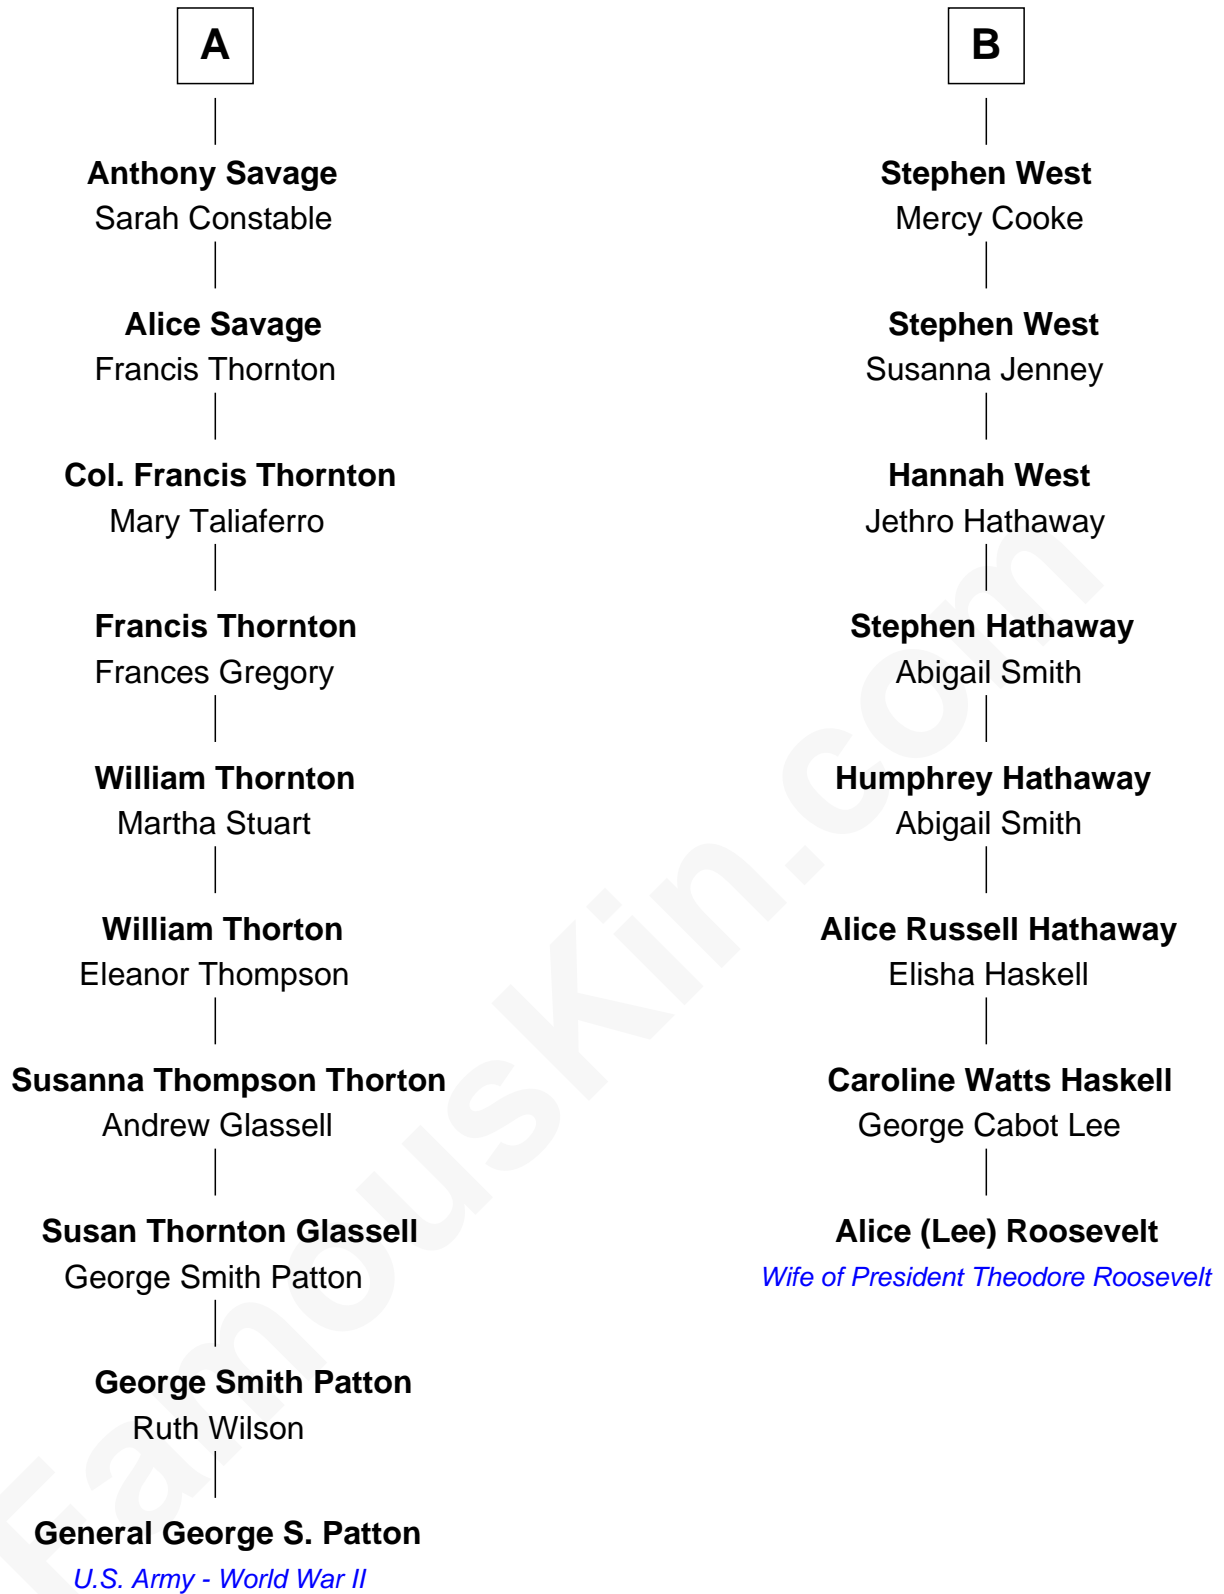 A
Anthony Savage
Sarah Constable
Alice Savage
Francis Thornton
Col. Francis Thornton
Mary Taliaferro
Francis Thornton
Frances Gregory
William Thornton
Martha Stuart
William Thorton
Eleanor Thompson
Susanna Thompson Thorton
Andrew Glassell
Susan Thornton Glassell
George Smith Patton
George Smith Patton
Ruth Wilson
General George S. Patton
U.S. Army - World War II
B
Stephen West
Mercy Cooke
Stephen West
Susanna Jenney
Hannah West
Jethro Hathaway
Stephen Hathaway
Abigail Smith
Humphrey Hathaway
Abigail Smith
Alice Russell Hathaway
Elisha Haskell
Caroline Watts Haskell
George Cabot Lee
Alice (Lee) Roosevelt
Wife of President Theodore Roosevelt
FamousKin.com